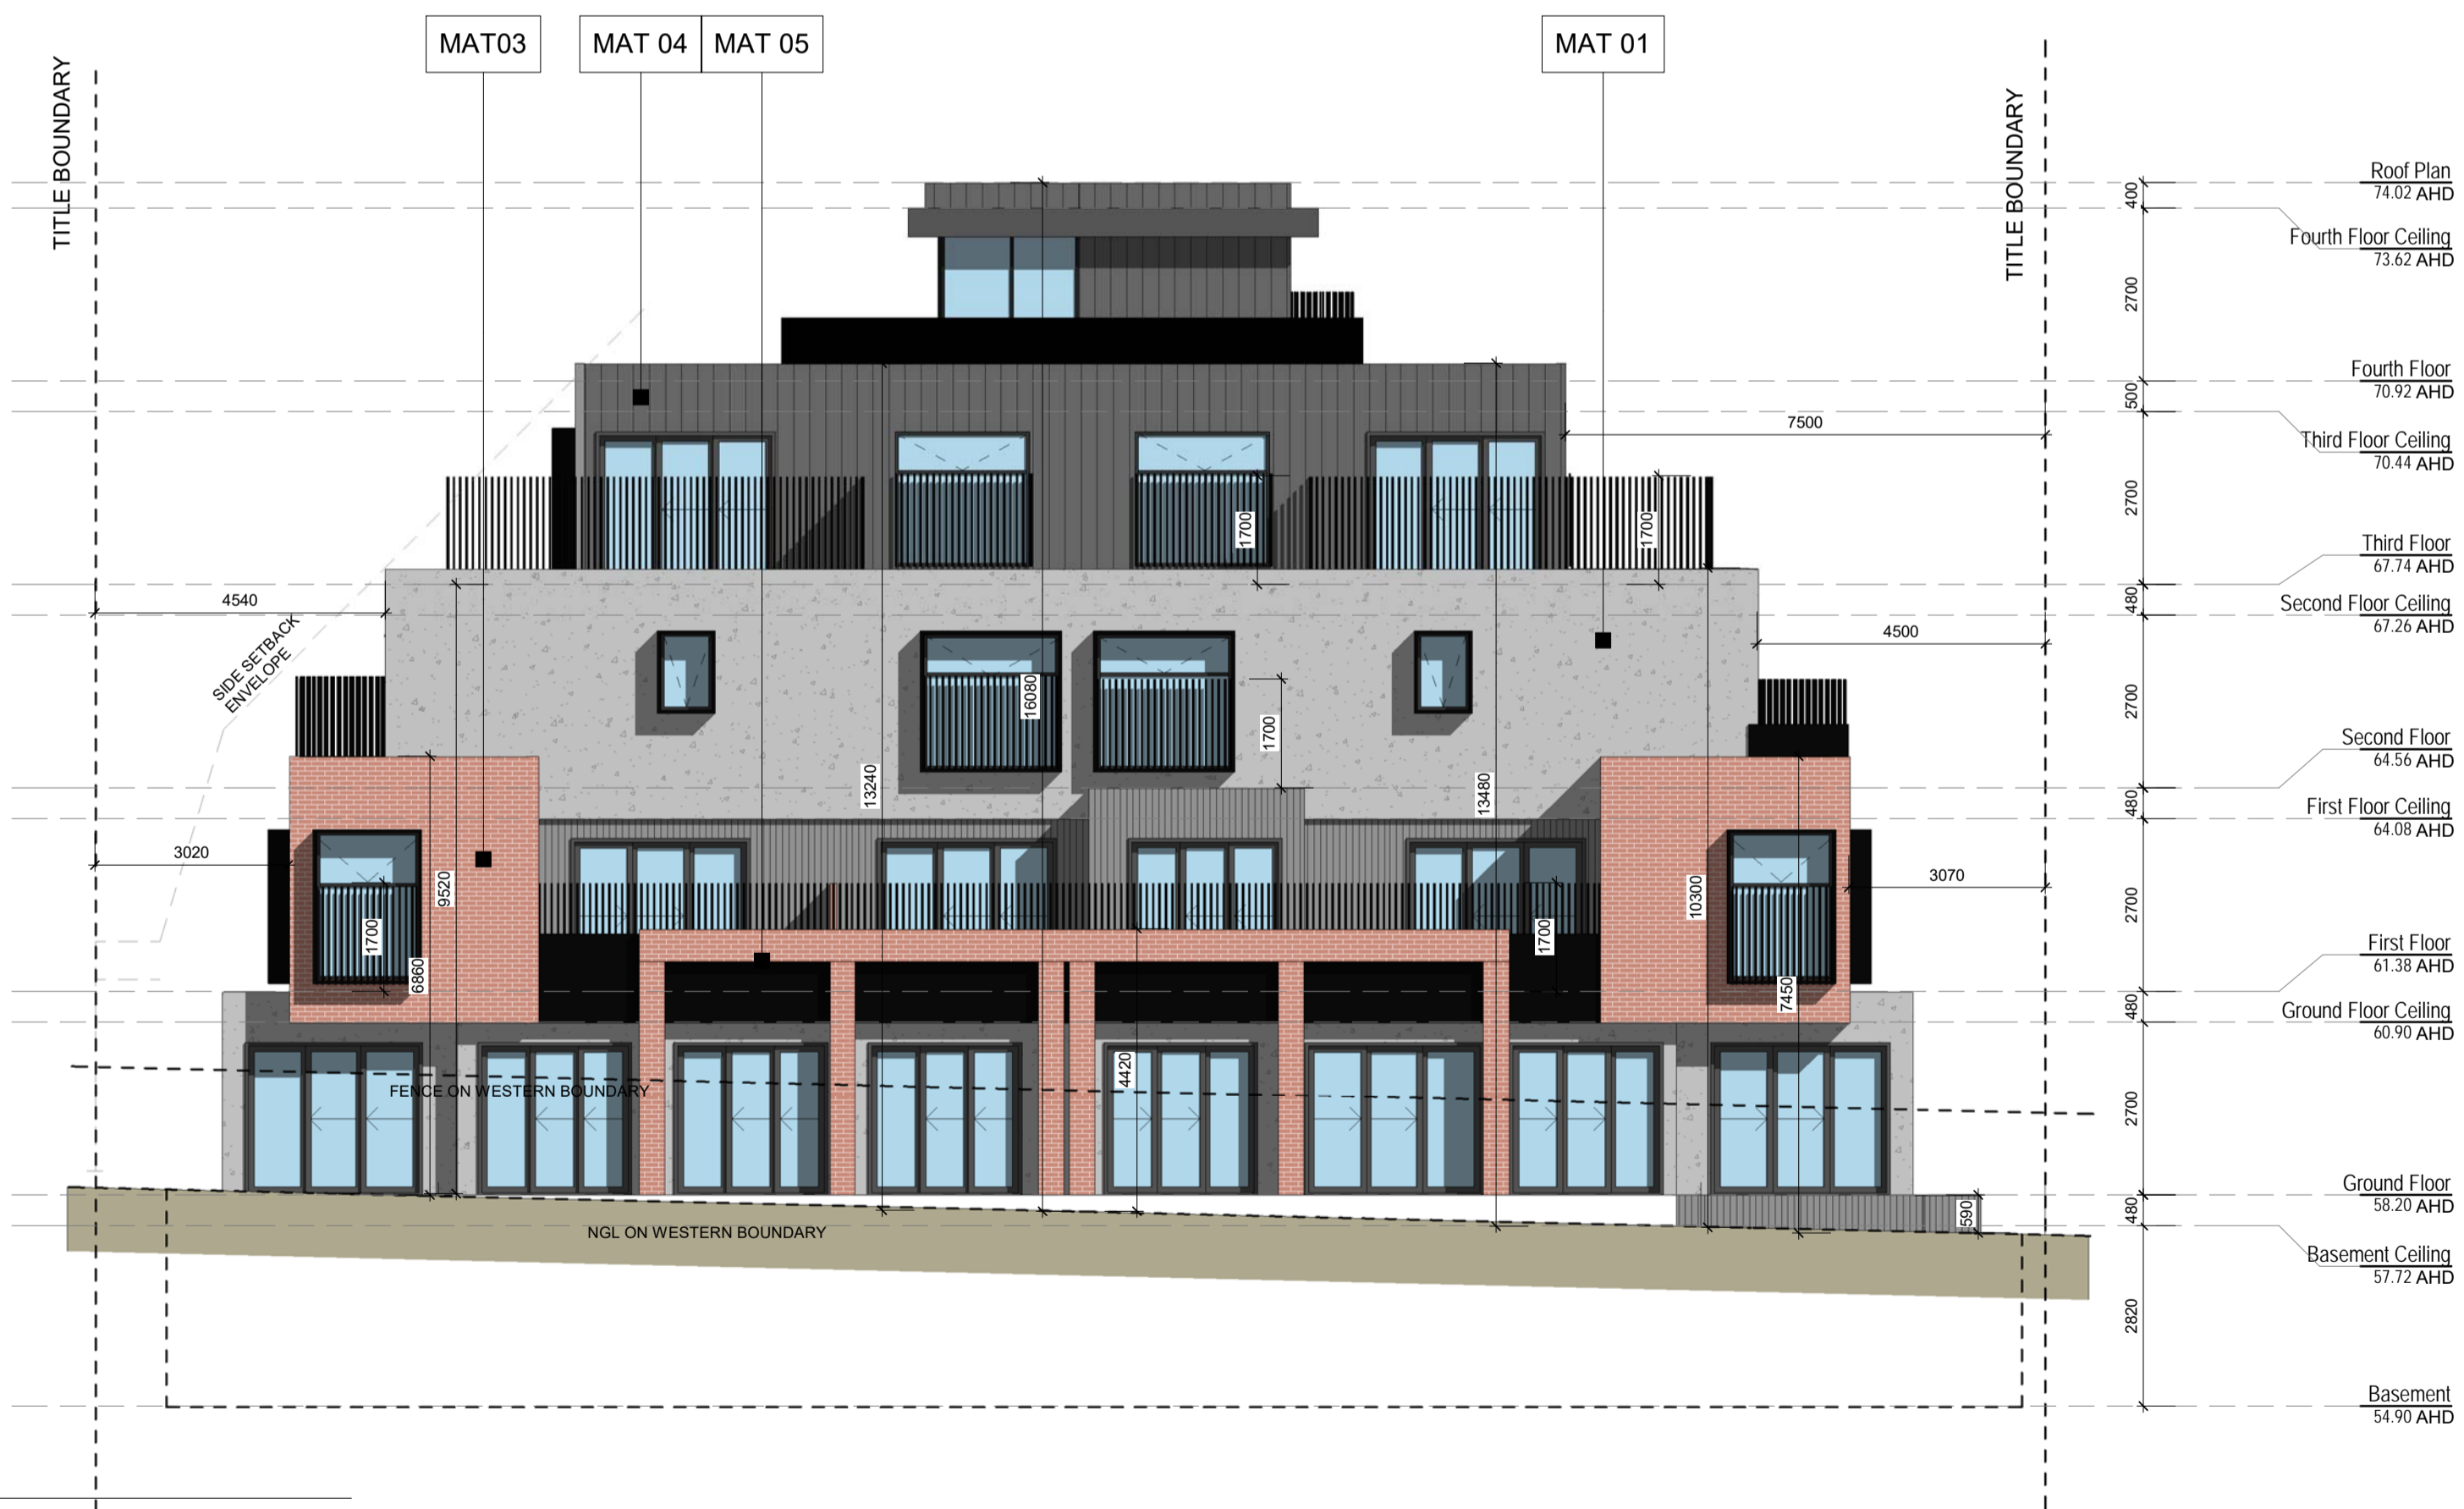 MAT03
MAT 04
MAT 05
MAT 01
TITLE BOUNDARY
TITLE BOUNDARY
Roof Plan
74.02 AHD
400
Fourth Floor Ceiling
73.62 AHD
2700
Fourth Floor
70.92 AHD
500
7500
Third Floor Ceiling
70.44 AHD
2700
1700
1700
Third Floor
67.74 AHD
480
4540
Second Floor Ceiling
67.26 AHD
4500
SIDE SETBACK
ENVELOPE
16080
2700
1700
Second Floor
64.56 AHD
13240
13480
480
First Floor Ceiling
64.08 AHD
3020
9520
10300
3070
2700
1700
1700
First Floor
61.38 AHD
6860
7450
480
Ground Floor Ceiling
60.90 AHD
4420
FENCE ON WESTERN BOUNDARY
2700
Ground Floor
58.20 AHD
480
590
NGL ON WESTERN BOUNDARY
Basement Ceiling
57.72 AHD
2820
Basement
54.90 AHD